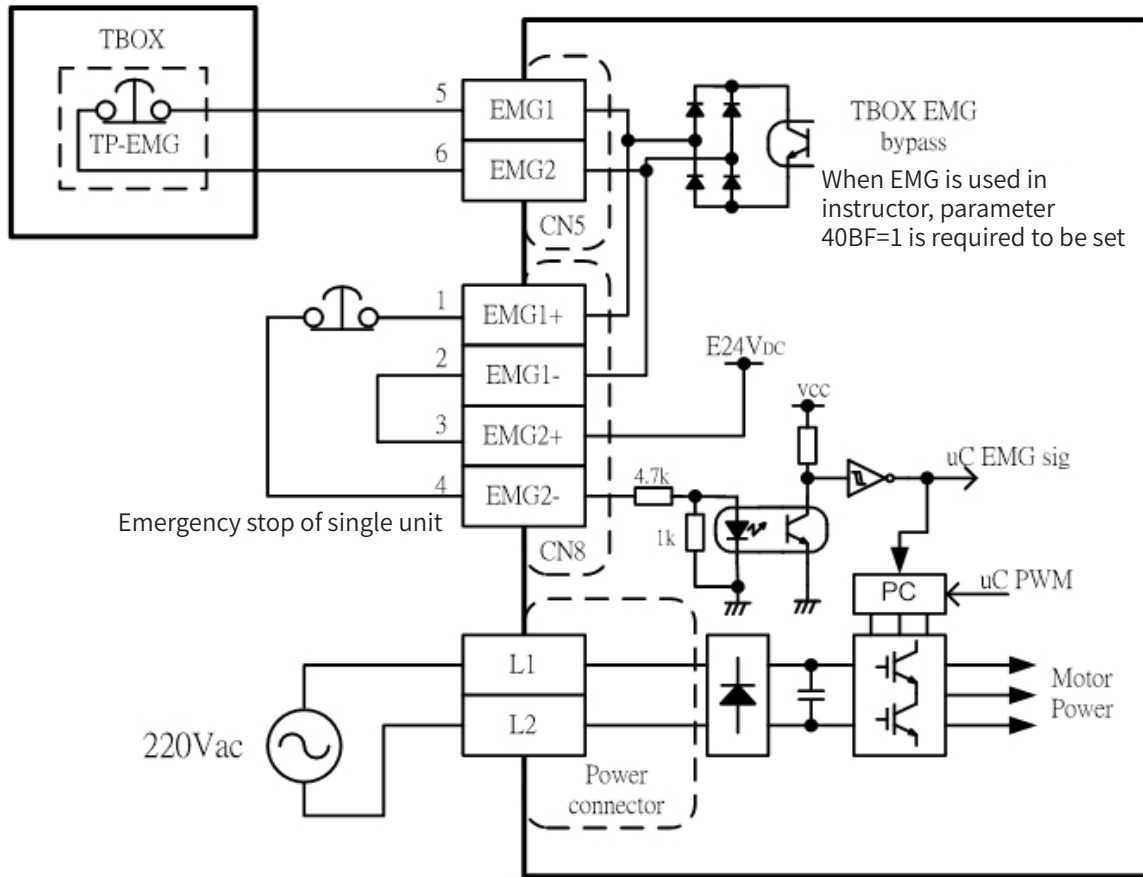 TBOX
TP-EMG
5
EMG1
6
EMG2
CN5
TBOX EMG
bypass
When EMG is used in
instructor, parameter
40BF=1 is required to be set
1
EMG1+
2
EMG1-
3
EMG2+
4
EMG2-
CN8
Emergency stop of single unit
E24VDC
vcc
4.7k
1k
uC EMG sig
PC
uC PWM
L1
L2
220Vac
Power
connector
Motor
Power